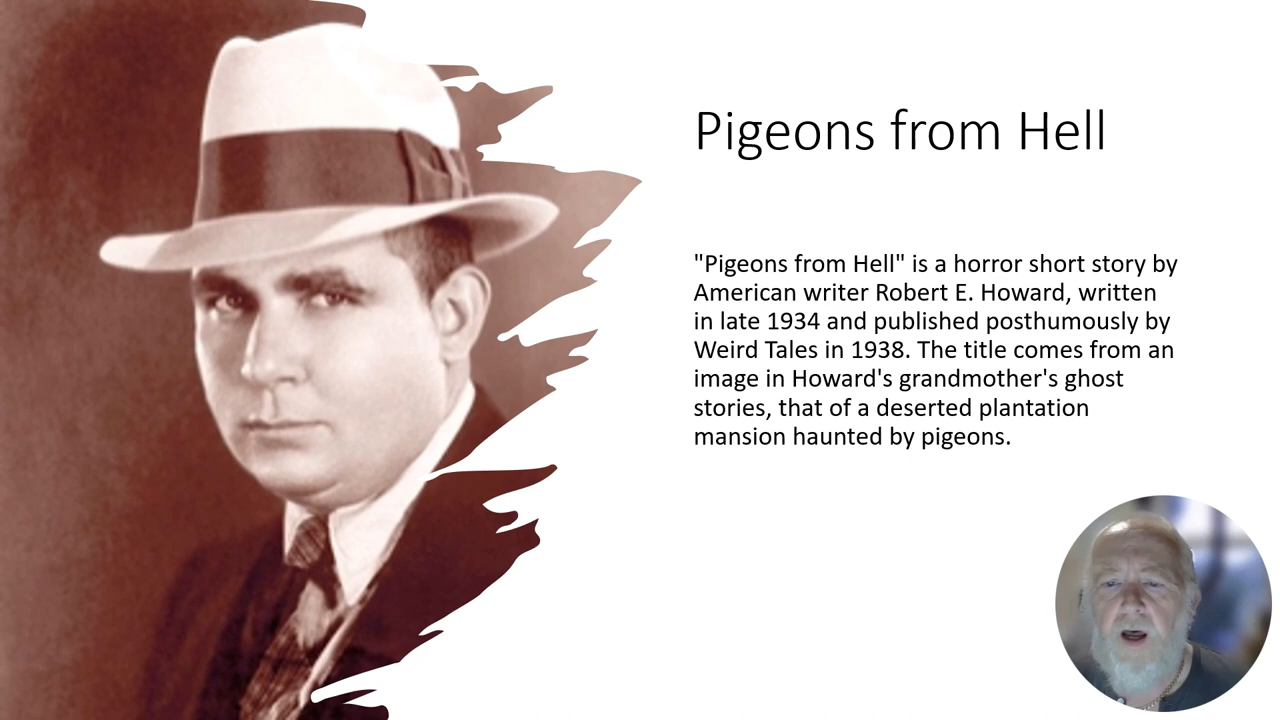 Pigeons from Hell
"Pigeons from Hell" is a horror short story by
American writer Robert E. Howard, written
in late 1934 and published posthumously by
Weird Tales in 1938. The title comes from an
image in Howard's grandmother's ghost
stories, that of a deserted plantation
mansion haunted by pigeons.